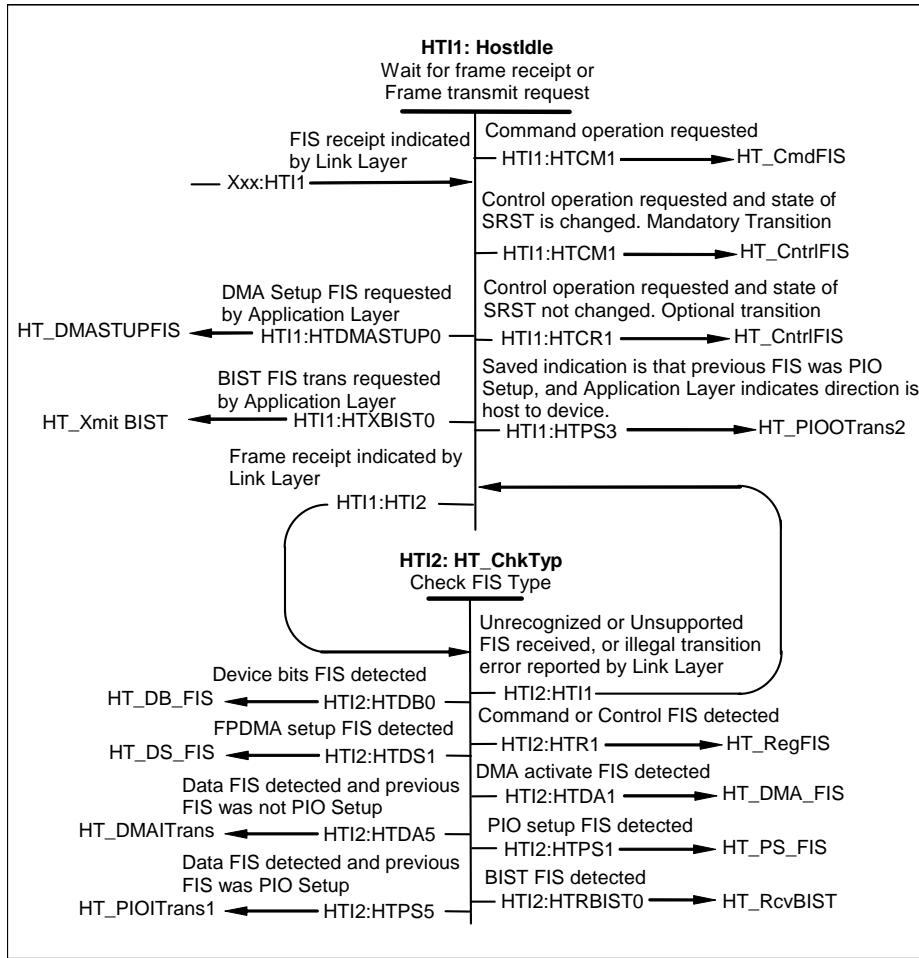 HTI1: HostIdle
Wait for frame receipt or
Frame transmit request
FIS receipt indicated
by Link Layer
Xxx:HTI1
Command operation requested
HTI1:HTCM1
HT_CmdFIS
Control operation requested and state of
SRST is changed. Mandatory Transition
HTI1:HTCM1
HT_CntrlFIS
DMA Setup FIS requested
by Application Layer
HT_DMASTUPFIS
HTI1:HTDMASTUP0
Control operation requested and state of
SRST not changed. Optional transition
HTI1:HTCR1
HT_CntrlFIS
BIST FIS trans requested
by Application Layer
HT_Xmit BIST
HTI1:HTXBIST0
Saved indication is that previous FIS was PIO
Setup, and Application Layer indicates direction is
host to device.
HTI1:HTPS3
HT_PIOOTrans2
Frame receipt indicated by
Link Layer
HTI1:HTI2
HTI2: HT_ChkTyp
Check FIS Type
Unrecognized or Unsupported
FIS received, or illegal transition
error reported by Link Layer
HTI2:HTI1
Device bits FIS detected
HT_DB_FIS
HTI2:HTDB0
Command or Control FIS detected
HTI2:HTR1
HT_RegFIS
FPDMA setup FIS detected
HT_DS_FIS
HTI2:HTDS1
DMA activate FIS detected
HTI2:HTDA1
HT_DMA_FIS
Data FIS detected and previous
FIS was not PIO Setup
HT_DMAITrans
HTI2:HTDA5
PIO setup FIS detected
HTI2:HTPS1
HT_PS_FIS
Data FIS detected and previous
FIS was PIO Setup
HT_PIOITrans1
HTI2:HTPS5
BIST FIS detected
HTI2:HTRBIST0
HT_RcvBIST